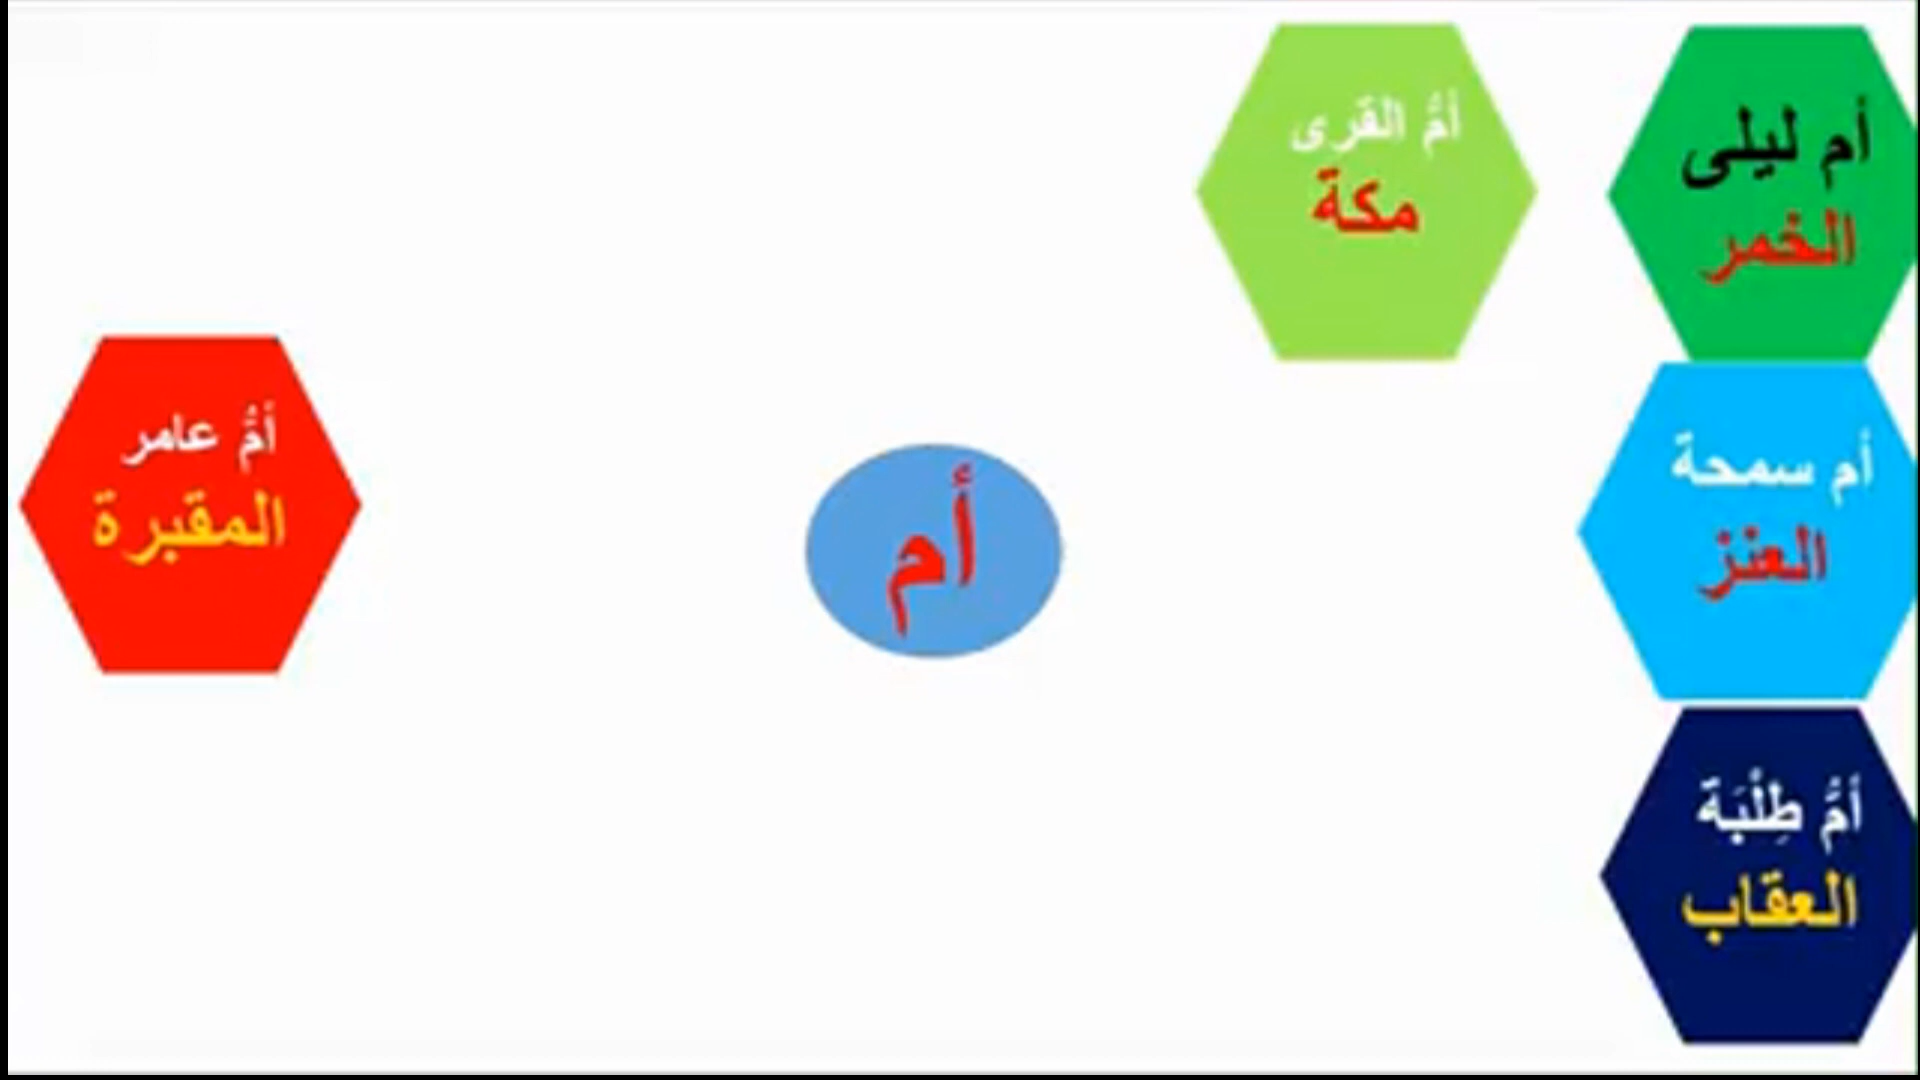 أم ليلى
الخمر
أمُّ القرى
مكة
أم سمحة
العنز
أمُّ عامر
المقبرة
أم
أمُّ طِلْبَة
العقاب